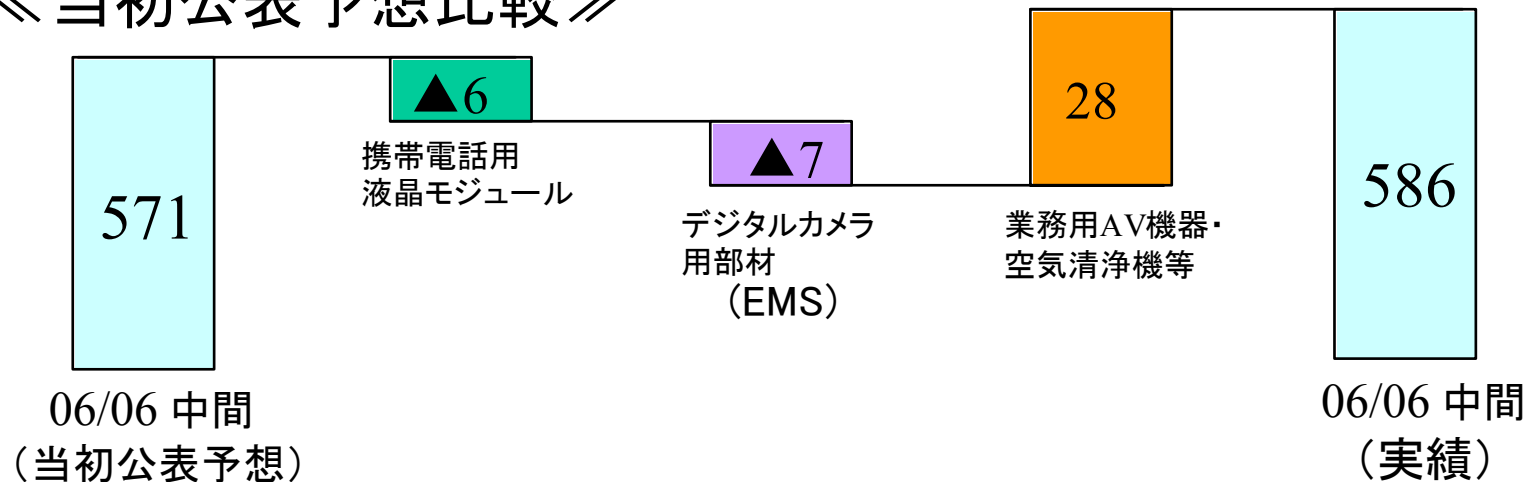 ≪当初公表予想比較≫
571
▲6
携帯電話用
液晶モジュール
▲7
デジタルカメラ
用部材
（EMS）
28
業務用AV機器・
空気清浄機等
586
06/06 中間
（当初公表予想）
06/06 中間
（実績）